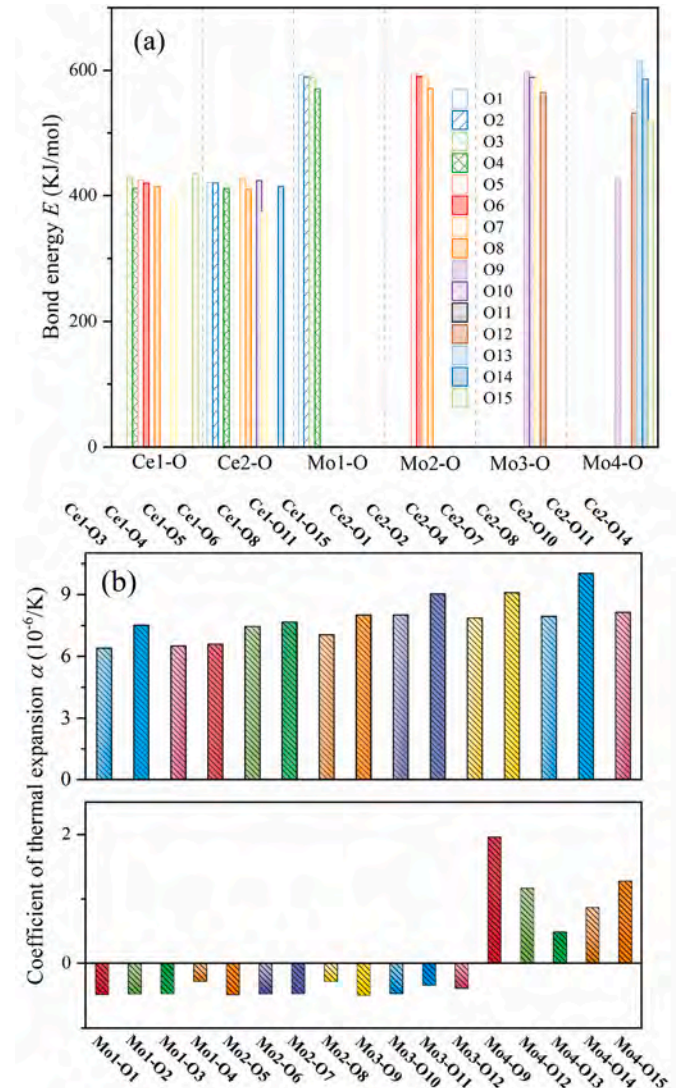 (a)
Bond energy E (KJ/mol)
600
400
200
0
O1
O2
O3
O4
O5
O6
O7
O8
O9
O10
O11
O12
O13
O14
O15
Ce1-O
Ce2-O
Mo1-O
Mo2-O
Mo3-O
Mo4-O
Ce1-O3
Ce1-O4
Ce1-O5
Ce1-O6
Ce1-O8
Ce1-O11
Ce1-O15
Ce2-O1
Ce2-O2
Ce2-O4
Ce2-O7
Ce2-O8
Ce2-O10
Ce2-O11
Ce2-O14
(b)
Coefficient of thermal expansion α (10⁻⁶/K)
9
6
3
0
2
0
Mo1-O1
Mo1-O2
Mo1-O3
Mo1-O4
Mo2-O5
Mo2-O6
Mo2-O7
Mo2-O8
Mo3-O9
Mo3-O10
Mo3-O11
Mo3-O12
Mo4-O9
Mo4-O12
Mo4-O13
Mo4-O14
Mo4-O15